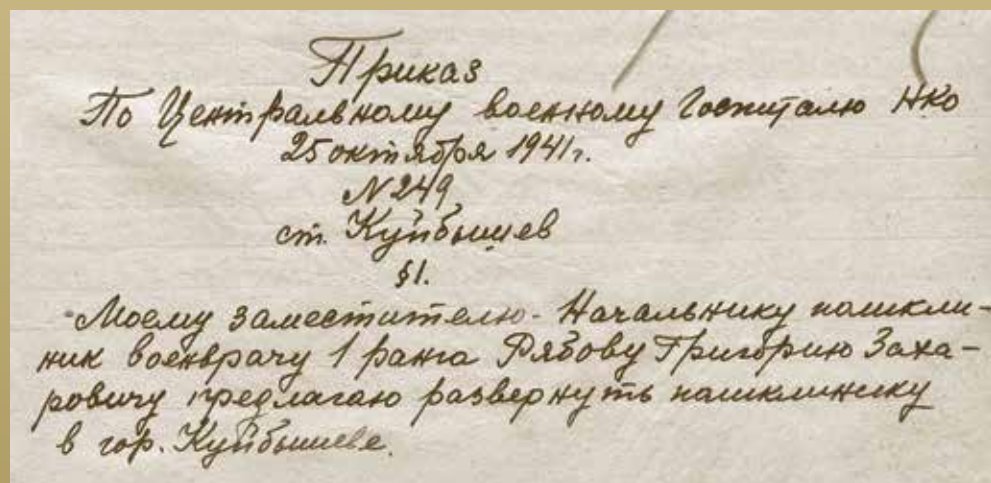 Приказ
По Центральному военному Госпиталю НКО
25 октября 1941 г.
№ 249
ст. Куйбышев
§1.
Моему заместителю - Начальнику поликли-
ник военврачу 1 ранга Рябову Григорию Заха-
ровичу предлагаю развернуть поликлинику
в гор. Куйбышеве.